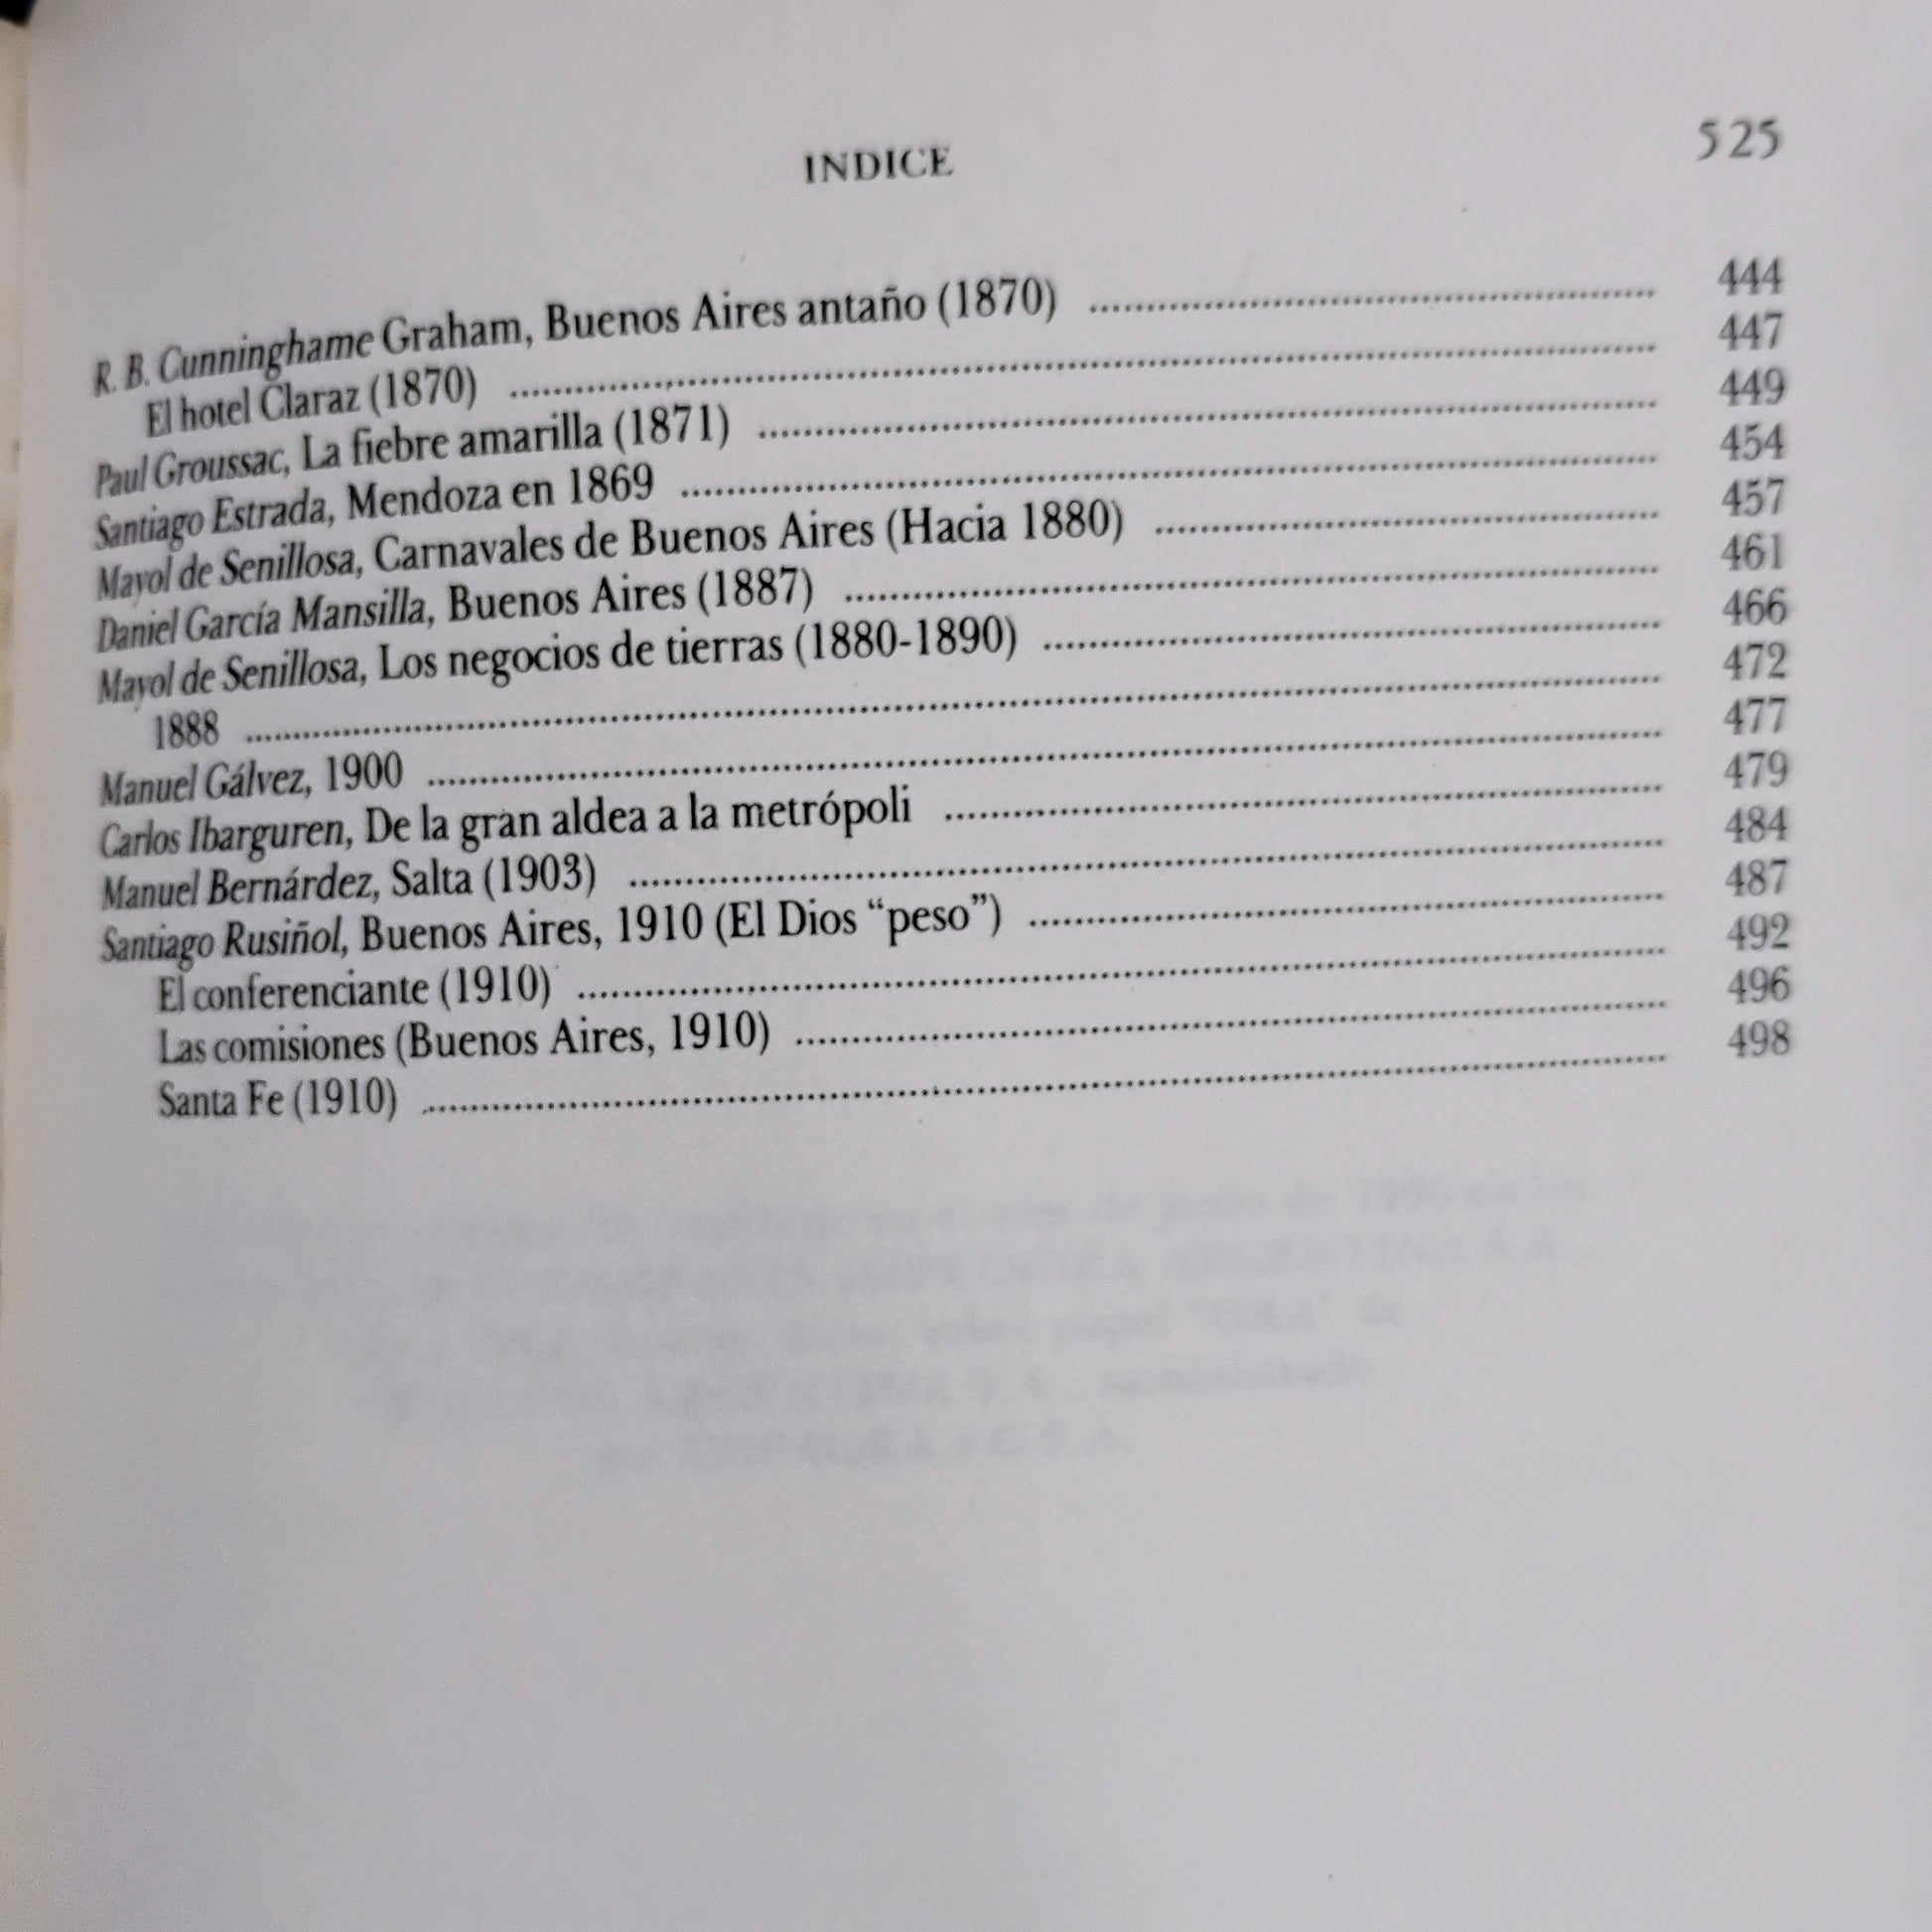 INDICE 525
R. B. Cunninghame Graham, Buenos Aires antaño (1870) ........ 444
El hotel Claraz (1870) ........ 447
Paul Groussac, La fiebre amarilla (1871) ........ 449
Santiago Estrada, Mendoza en 1869 ........ 454
Mayol de Senillosa, Carnavales de Buenos Aires (Hacia 1880) ........ 457
Daniel García Mansilla, Buenos Aires (1887) ........ 461
Mayol de Senillosa, Los negocios de tierras (1880-1890) ........ 466
1888 ........ 472
Manuel Gálvez, 1900 ........ 477
Carlos Ibarguren, De la gran aldea a la metrópoli ........ 479
Manuel Bernárdez, Salta (1903) ........ 484
Santiago Rusiñol, Buenos Aires, 1910 (El Dios “peso”) ........ 487
El conferenciante (1910) ........ 492
Las comisiones (Buenos Aires, 1910) ........ 496
Santa Fe (1910) ........ 498